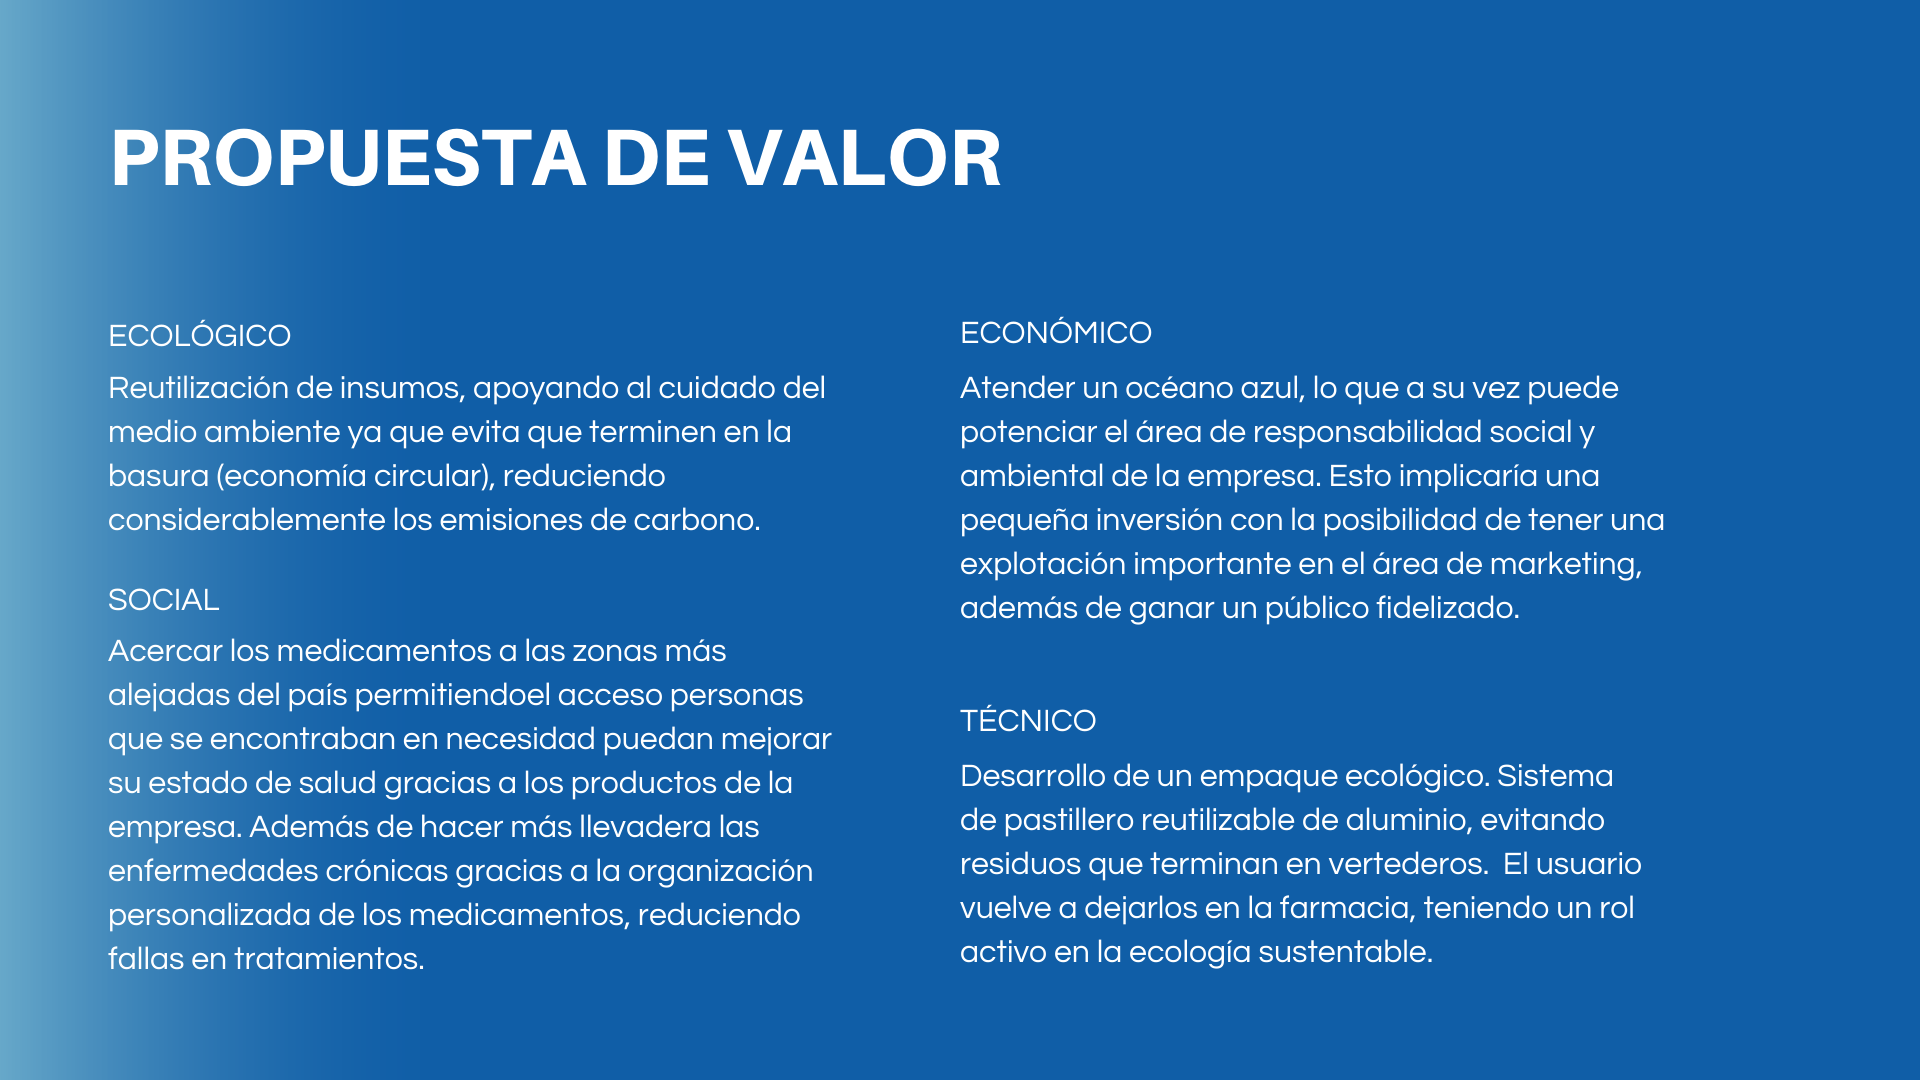 PROPUESTA DE VALOR
ECOLÓGICO
Reutilización de insumos, apoyando al cuidado del
medio ambiente ya que evita que terminen en la
basura (economía circular), reduciendo
considerablemente los emisiones de carbono.
SOCIAL
Acercar los medicamentos a las zonas más
alejadas del país permitiendoel acceso personas
que se encontraban en necesidad puedan mejorar
su estado de salud gracias a los productos de la
empresa. Además de hacer más llevadera las
enfermedades crónicas gracias a la organización
personalizada de los medicamentos, reduciendo
fallas en tratamientos.
ECONÓMICO
Atender un océano azul, lo que a su vez puede
potenciar el área de responsabilidad social y
ambiental de la empresa. Esto implicaría una
pequeña inversión con la posibilidad de tener una
explotación importante en el área de marketing,
además de ganar un público fidelizado.
TÉCNICO
Desarrollo de un empaque ecológico. Sistema
de pastillero reutilizable de aluminio, evitando
residuos que terminan en vertederos.  El usuario
vuelve a dejarlos en la farmacia, teniendo un rol
activo en la ecología sustentable.